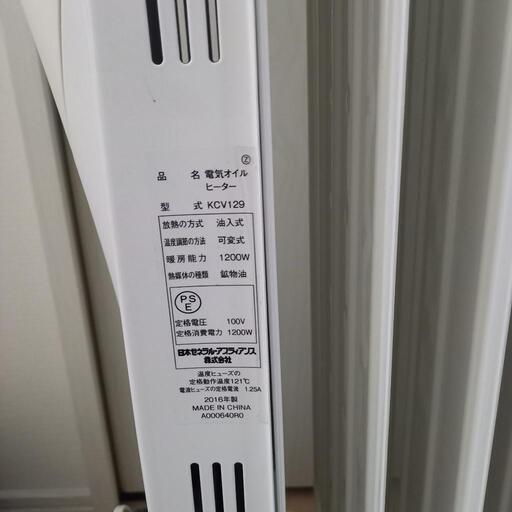 Z
品 名 電気オイル
ヒーター
型 式 KCV129
放熱の方式 油入式
温度調節の方法 可変式
暖房能力 1200W
熱媒体の種類 鉱物油
PS
E
定格電圧 100V
定格消費電力 1200W
日本ゼネラル・アプライアンス
株式会社
温度ヒューズの
定格動作温度121℃
電流ヒューズの定格電流 1.25A
2016年製
MADE IN CHINA
A000640R0